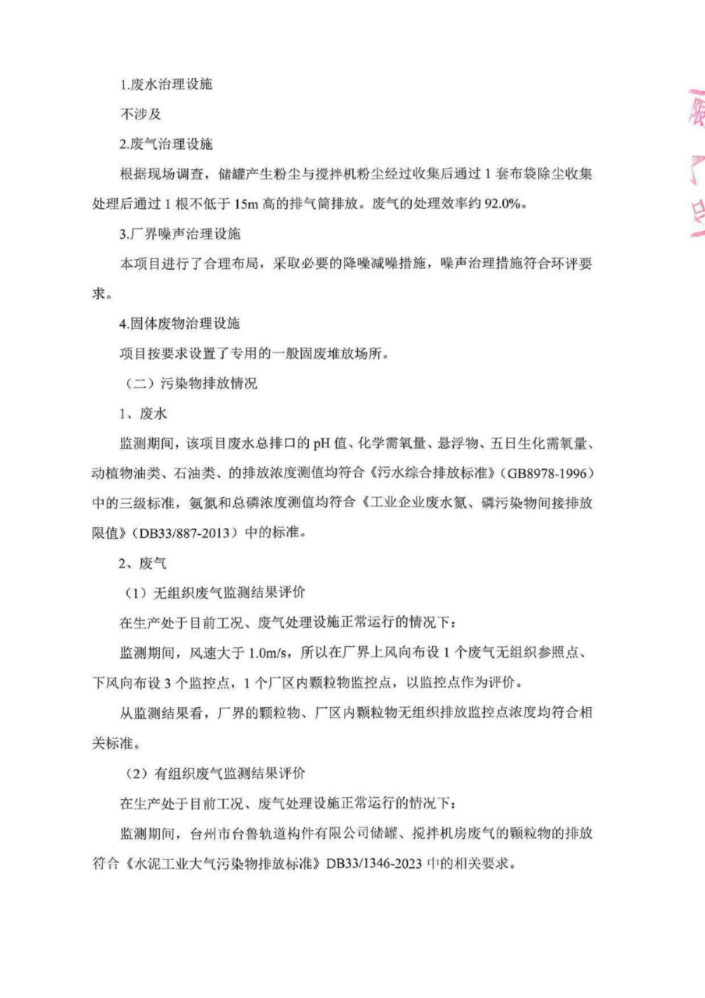 1.废水治理设施
不涉及
2.废气治理设施
根据现场调查，储罐产生粉尘与搅拌机粉尘经过收集后通过 1 套布袋除尘收集
处理后通过 1 根不低于 15m 高的排气筒排放。废气的处理效率约 92.0%。
3.厂界噪声治理设施
本项目进行了合理布局，采取必要的降噪减噪措施，噪声治理措施符合环评要
求。
4.固体废物治理设施
项目按要求设置了专用的一般固废堆放场所。
（二）污染物排放情况
1、废水
监测期间，该项目废水总排口的 pH 值、化学需氧量、悬浮物、五日生化需氧量、
动植物油类、石油类、的排放浓度测值均符合《污水综合排放标准》（GB8978-1996）
中的三级标准，氨氮和总磷浓度测值均符合《工业企业废水氮、磷污染物间接排放
限值》（DB33/887-2013）中的标准。
2、废气
（1）无组织废气监测结果评价
在生产处于目前工况、废气处理设施正常运行的情况下：
监测期间，风速大于 1.0m/s，所以在厂界上风向布设 1 个废气无组织参照点、
下风向布设 3 个监控点，1 个厂区内颗粒物监控点，以监控点作为评价。
从监测结果看，厂界的颗粒物、厂区内颗粒物无组织排放监控点浓度均符合相
关标准。
（2）有组织废气监测结果评价
在生产处于目前工况、废气处理设施正常运行的情况下：
监测期间，台州市台鲁轨道构件有限公司储罐、搅拌机房废气的颗粒物的排放
符合《水泥工业大气污染物排放标准》DB33/1346-2023 中的相关要求。
限